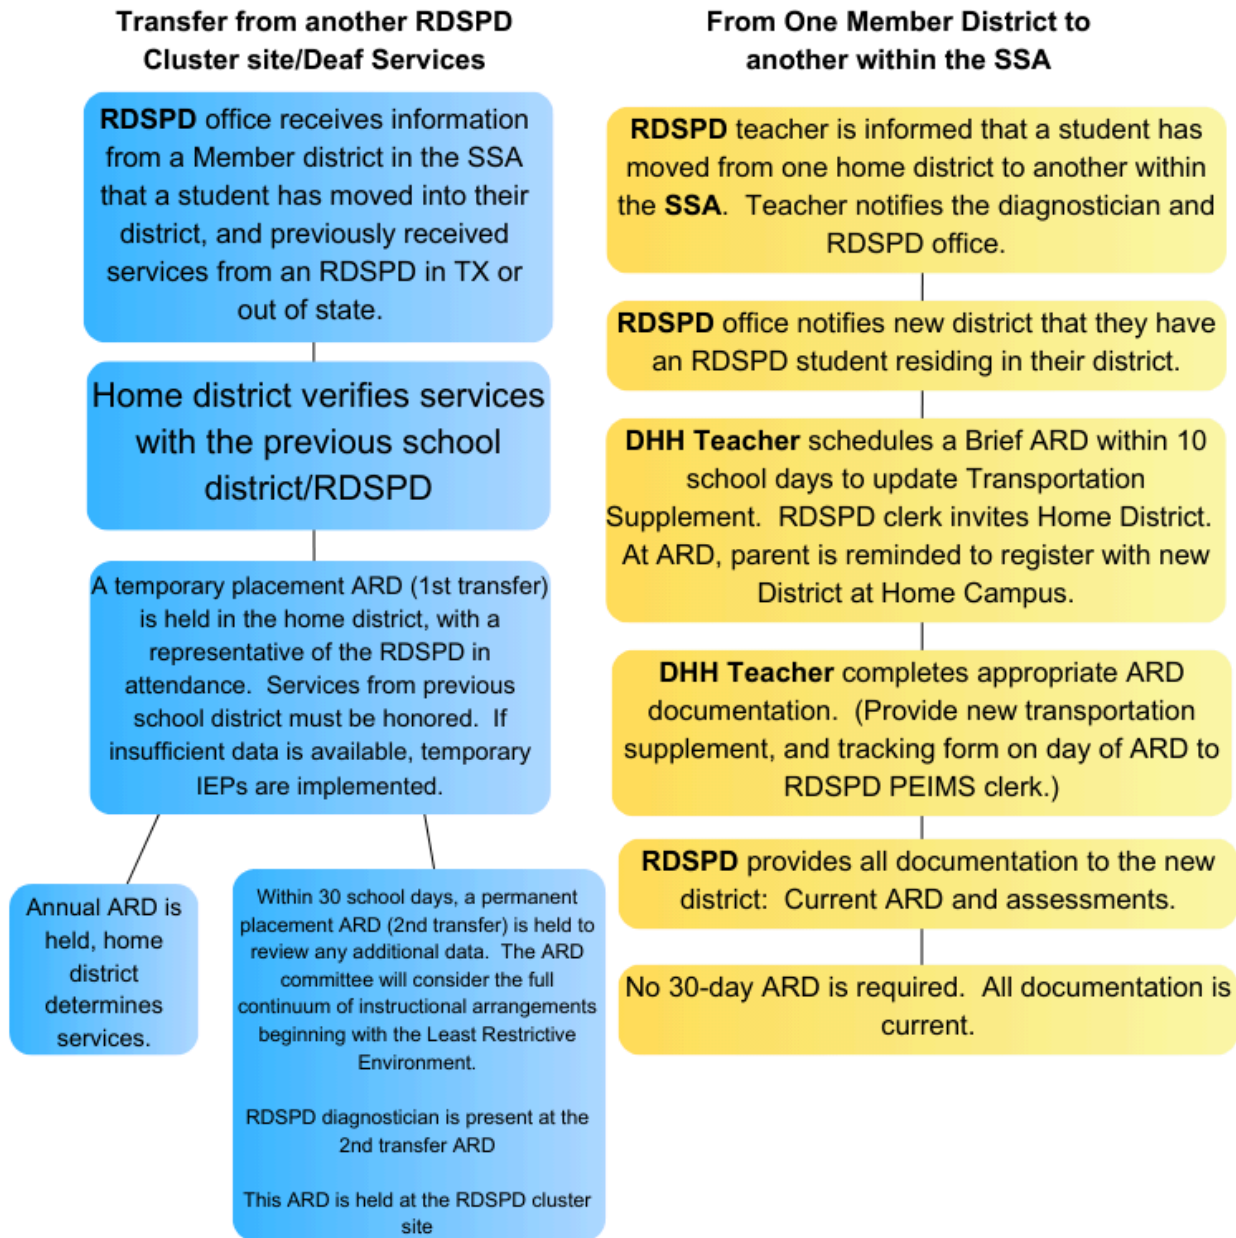 Transfer from another RDSPD
Cluster site/Deaf Services
RDSPD office receives information
from a Member district in the SSA
that a student has moved into their
district, and previously received
services from an RDSPD in TX or
out of state.
Home district verifies services
with the previous school
district/RDSPD
A temporary placement ARD (1st transfer)
is held in the home district, with a
representative of the RDSPD in
attendance.  Services from previous
school district must be honored.  If
insufficient data is available, temporary
IEPs are implemented.
Annual ARD is
held, home
district
determines
services.
Within 30 school days, a permanent
placement ARD (2nd transfer) is held to
review any additional data.  The ARD
committee will consider the full
continuum of instructional arrangements
beginning with the Least Restrictive
Environment.
RDSPD diagnostician is present at the
2nd transfer ARD
This ARD is held at the RDSPD cluster
site
From One Member District to
another within the SSA
RDSPD teacher is informed that a student has
moved from one home district to another within
the SSA.  Teacher notifies the diagnostician and
RDSPD office.
RDSPD office notifies new district that they have
an RDSPD student residing in their district.
DHH Teacher schedules a Brief ARD within 10
school days to update Transportation
Supplement.  RDSPD clerk invites Home District.
At ARD, parent is reminded to register with new
District at Home Campus.
DHH Teacher completes appropriate ARD
documentation.  (Provide new transportation
supplement, and tracking form on day of ARD to
RDSPD PEIMS clerk.)
RDSPD provides all documentation to the new
district:  Current ARD and assessments.
No 30-day ARD is required.  All documentation is
current.